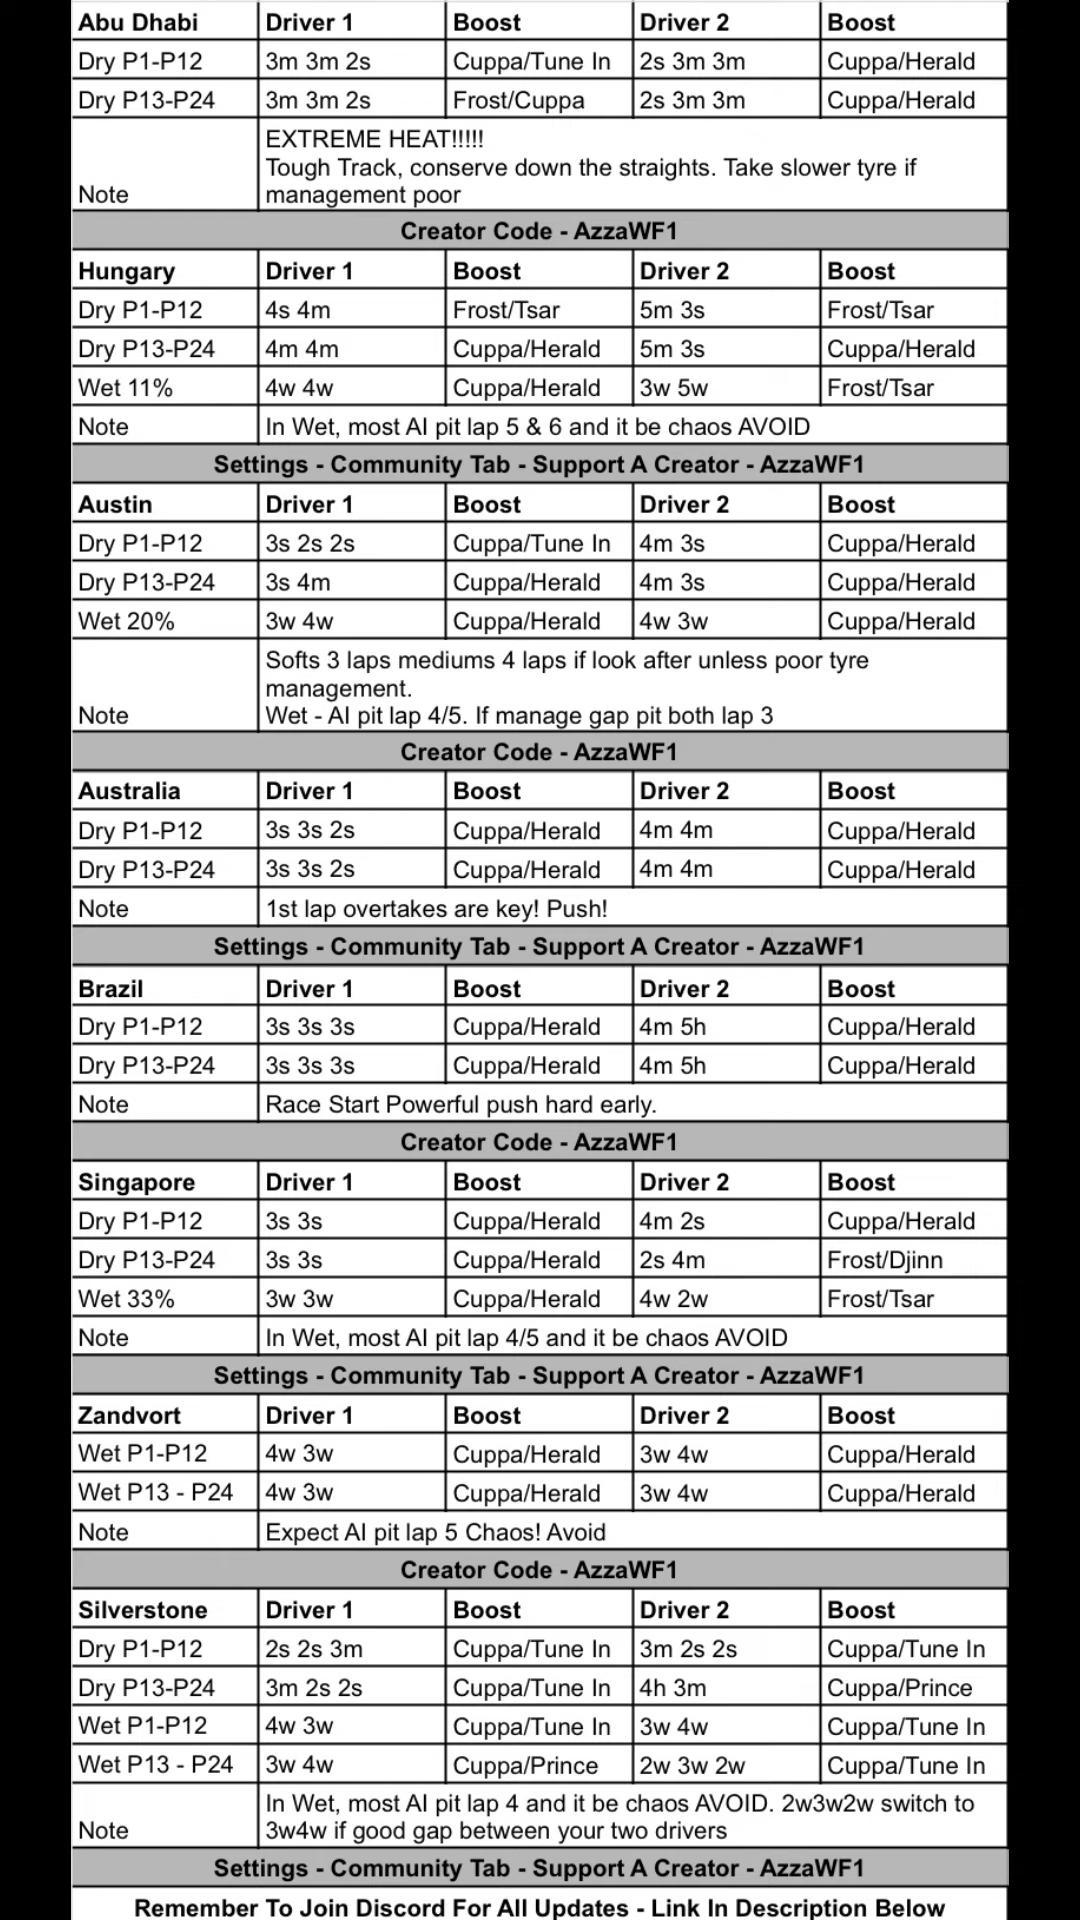 Abu Dhabi Driver 1 Boost Driver 2 Boost
Dry P1-P12 3m 3m 2s Cuppa/Tune In 2s 3m 3m Cuppa/Herald
Dry P13-P24 3m 3m 2s Frost/Cuppa 2s 3m 3m Cuppa/Herald
EXTREME HEAT!!!!!
Tough Track, conserve down the straights. Take slower tyre if
Note management poor
Creator Code - AzzaWF1
Hungary Driver 1 Boost Driver 2 Boost
Dry P1-P12 4s 4m Frost/Tsar 5m 3s Frost/Tsar
Dry P13-P24 4m 4m Cuppa/Herald 5m 3s Cuppa/Herald
Wet 11% 4w 4w Cuppa/Herald 3w 5w Frost/Tsar
Note In Wet, most AI pit lap 5 & 6 and it be chaos AVOID
Settings - Community Tab - Support A Creator - AzzaWF1
Austin Driver 1 Boost Driver 2 Boost
Dry P1-P12 3s 2s 2s Cuppa/Tune In 4m 3s Cuppa/Herald
Dry P13-P24 3s 4m Cuppa/Herald 4m 3s Cuppa/Herald
Wet 20% 3w 4w Cuppa/Herald 4w 3w Cuppa/Herald
Softs 3 laps mediums 4 laps if look after unless poor tyre
management.
Note Wet - AI pit lap 4/5. If manage gap pit both lap 3
Creator Code - AzzaWF1
Australia Driver 1 Boost Driver 2 Boost
Dry P1-P12 3s 3s 2s Cuppa/Herald 4m 4m Cuppa/Herald
Dry P13-P24 3s 3s 2s Cuppa/Herald 4m 4m Cuppa/Herald
Note 1st lap overtakes are key! Push!
Settings - Community Tab - Support A Creator - AzzaWF1
Brazil Driver 1 Boost Driver 2 Boost
Dry P1-P12 3s 3s 3s Cuppa/Herald 4m 5h Cuppa/Herald
Dry P13-P24 3s 3s 3s Cuppa/Herald 4m 5h Cuppa/Herald
Note Race Start Powerful push hard early.
Creator Code - AzzaWF1
Singapore Driver 1 Boost Driver 2 Boost
Dry P1-P12 3s 3s Cuppa/Herald 4m 2s Cuppa/Herald
Dry P13-P24 3s 3s Cuppa/Herald 2s 4m Frost/Djinn
Wet 33% 3w 3w Cuppa/Herald 4w 2w Frost/Tsar
Note In Wet, most AI pit lap 4/5 and it be chaos AVOID
Settings - Community Tab - Support A Creator - AzzaWF1
Zandvort Driver 1 Boost Driver 2 Boost
Wet P1-P12 4w 3w Cuppa/Herald 3w 4w Cuppa/Herald
Wet P13 - P24 4w 3w Cuppa/Herald 3w 4w Cuppa/Herald
Note Expect AI pit lap 5 Chaos! Avoid
Creator Code - AzzaWF1
Silverstone Driver 1 Boost Driver 2 Boost
Dry P1-P12 2s 2s 3m Cuppa/Tune In 3m 2s 2s Cuppa/Tune In
Dry P13-P24 3m 2s 2s Cuppa/Tune In 4h 3m Cuppa/Prince
Wet P1-P12 4w 3w Cuppa/Tune In 3w 4w Cuppa/Tune In
Wet P13 - P24 3w 4w Cuppa/Prince 2w 3w 2w Cuppa/Tune In
In Wet, most AI pit lap 4 and it be chaos AVOID. 2w3w2w switch to
Note 3w4w if good gap between your two drivers
Settings - Community Tab - Support A Creator - AzzaWF1
Remember To Join Discord For All Updates - Link In Description Below